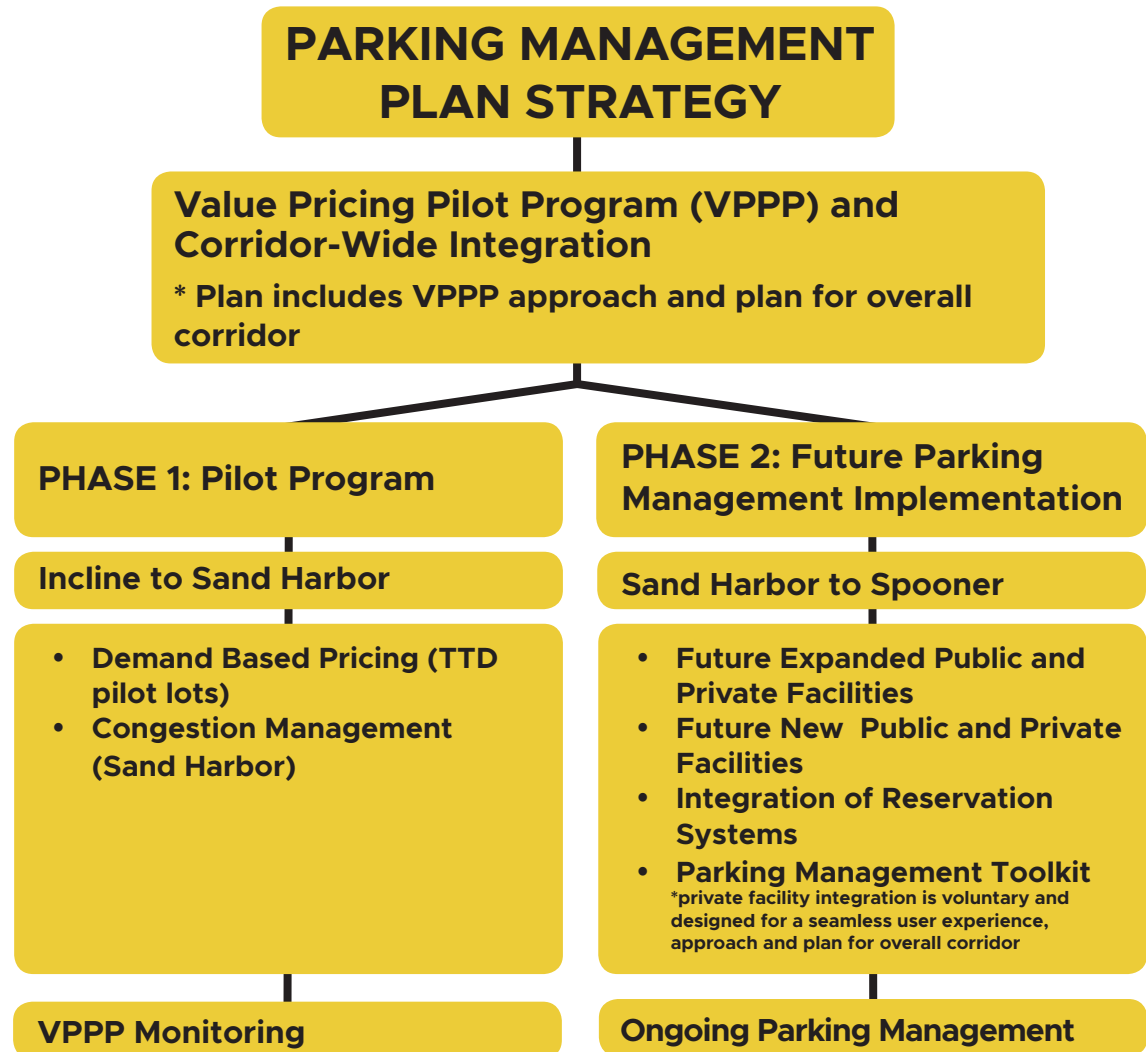 PARKING MANAGEMENT
PLAN STRATEGY
Value Pricing Pilot Program (VPPP) and
Corridor-Wide Integration
* Plan includes VPPP approach and plan for overall
corridor
PHASE 1: Pilot Program
Incline to Sand Harbor
• Demand Based Pricing (TTD
pilot lots)
• Congestion Management
(Sand Harbor)
VPPP Monitoring
PHASE 2: Future Parking
Management Implementation
Sand Harbor to Spooner
• Future Expanded Public and
Private Facilities
• Future New  Public and Private
Facilities
• Integration of Reservation
Systems
• Parking Management Toolkit
*private facility integration is voluntary and
designed for a seamless user experience,
approach and plan for overall corridor
Ongoing Parking Management